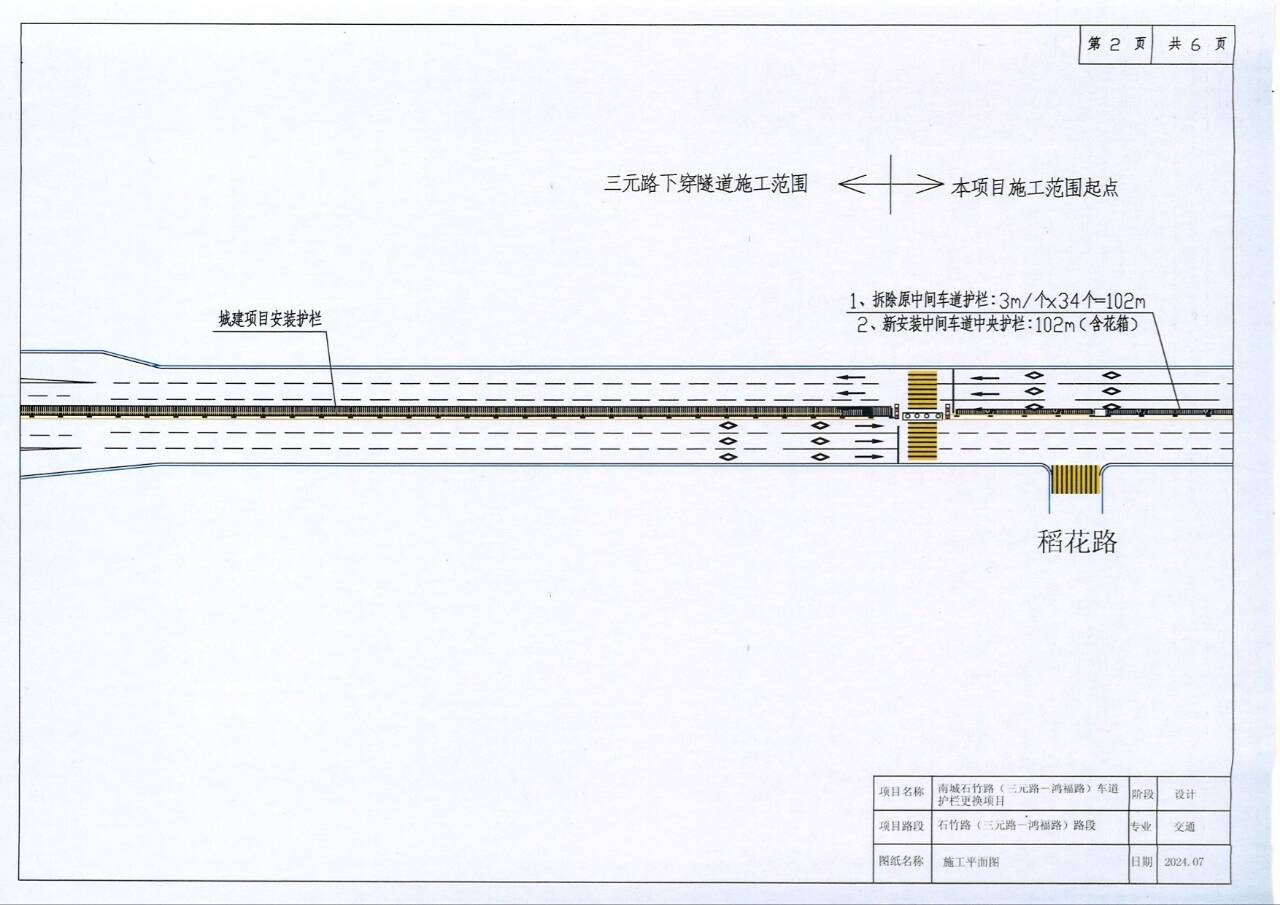 第 2 页 共 6 页
三元路下穿隧道施工范围
本项目施工范围起点
城建项目安装护栏
1、拆除原中间车道护栏:3m/个x34个=102m
2、新安装中间车道中央护栏:102m(含花箱)
稻花路
项目名称 南城石竹路（三元路—鸿福路）车道
护栏更换项目
阶段 设计
项目路段 石竹路（三元路—鸿福路）路段 专业 交通
图纸名称 施工平面图 日期 2024.07